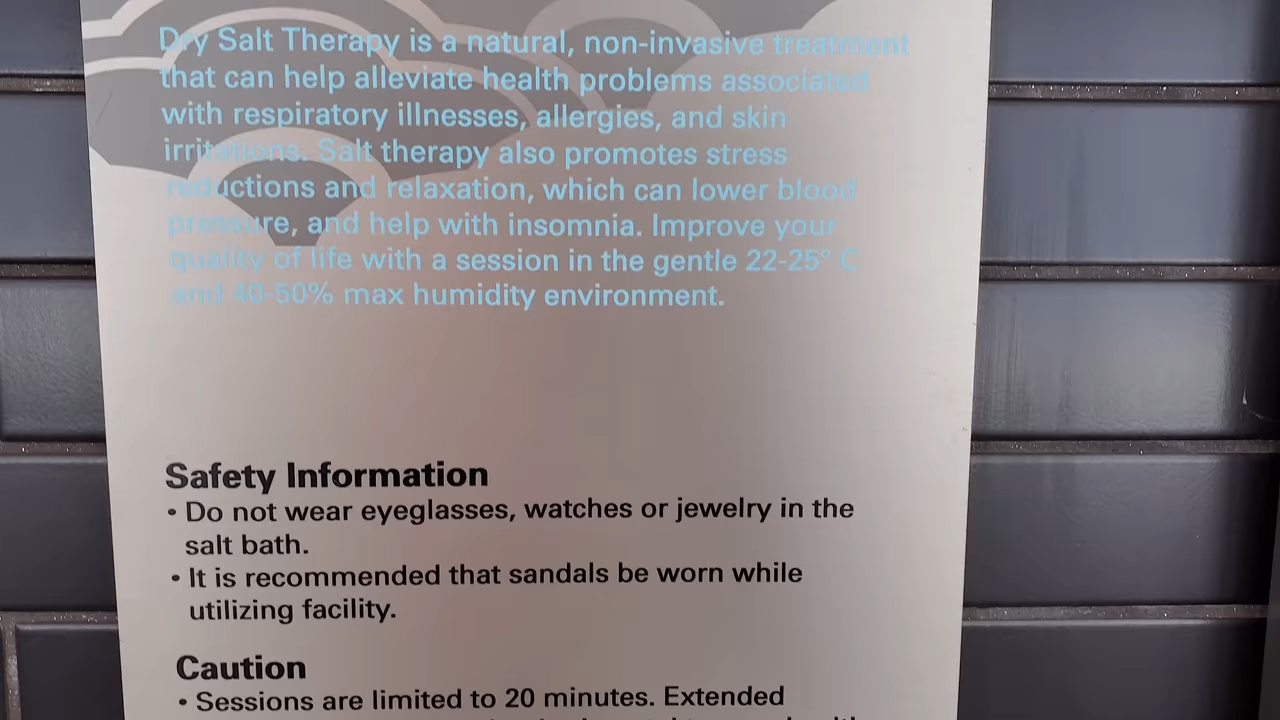 Dry Salt Therapy is a natural, non-invasive treatment
that can help alleviate health problems associated
with respiratory illnesses, allergies, and skin
irritations. Salt therapy also promotes stress
reductions and relaxation, which can lower blood
pressure, and help with insomnia. Improve your
quality of life with a session in the gentle 22-25° C
and 40-50% max humidity environment.
Safety Information
• Do not wear eyeglasses, watches or jewelry in the
salt bath.
• It is recommended that sandals be worn while
utilizing facility.
Caution
• Sessions are limited to 20 minutes. Extended